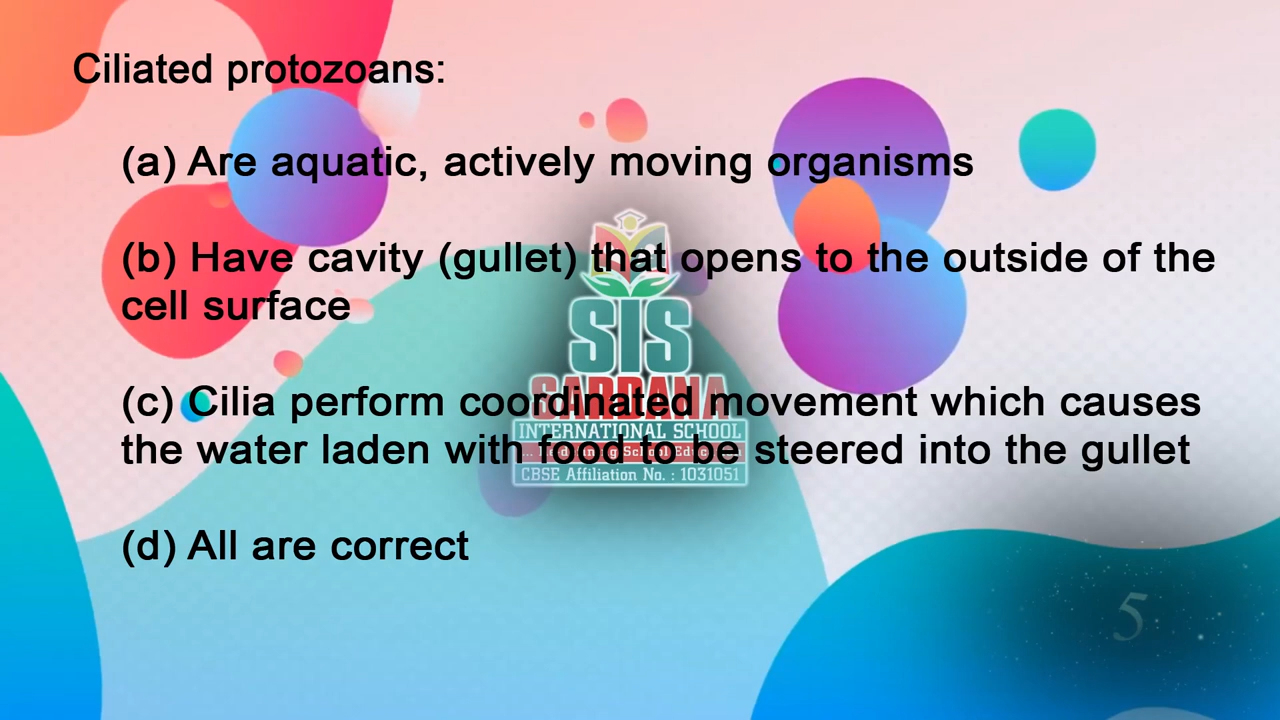 Ciliated protozoans:
(a) Are aquatic, actively moving organisms
(b) Have cavity (gullet) that opens to the outside of the
cell surface
SIS
SARDANA
(c) Cilia perform coordinated movement which causes
INTERNATIONAL SCHOOL
the water laden with food to be steered into the gullet
CBSE Affiliation No. : 1031051
(d) All are correct
5